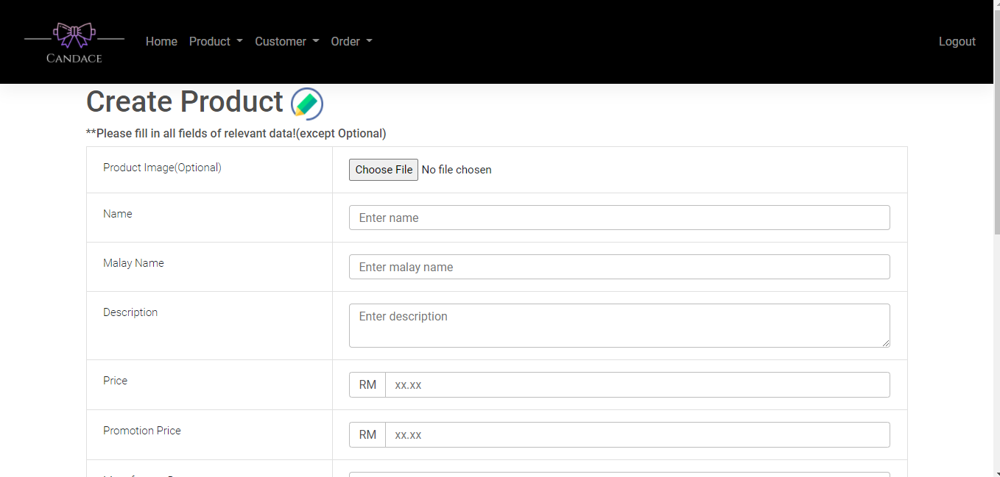 CANDACE
Home Product Customer Order Logout
Create Product
**Please fill in all fields of relevant data!(except Optional)
Product Image(Optional) Choose File No file chosen
Name Enter name
Malay Name Enter malay name
Description Enter description
Price RM xx.xx
Promotion Price RM xx.xx